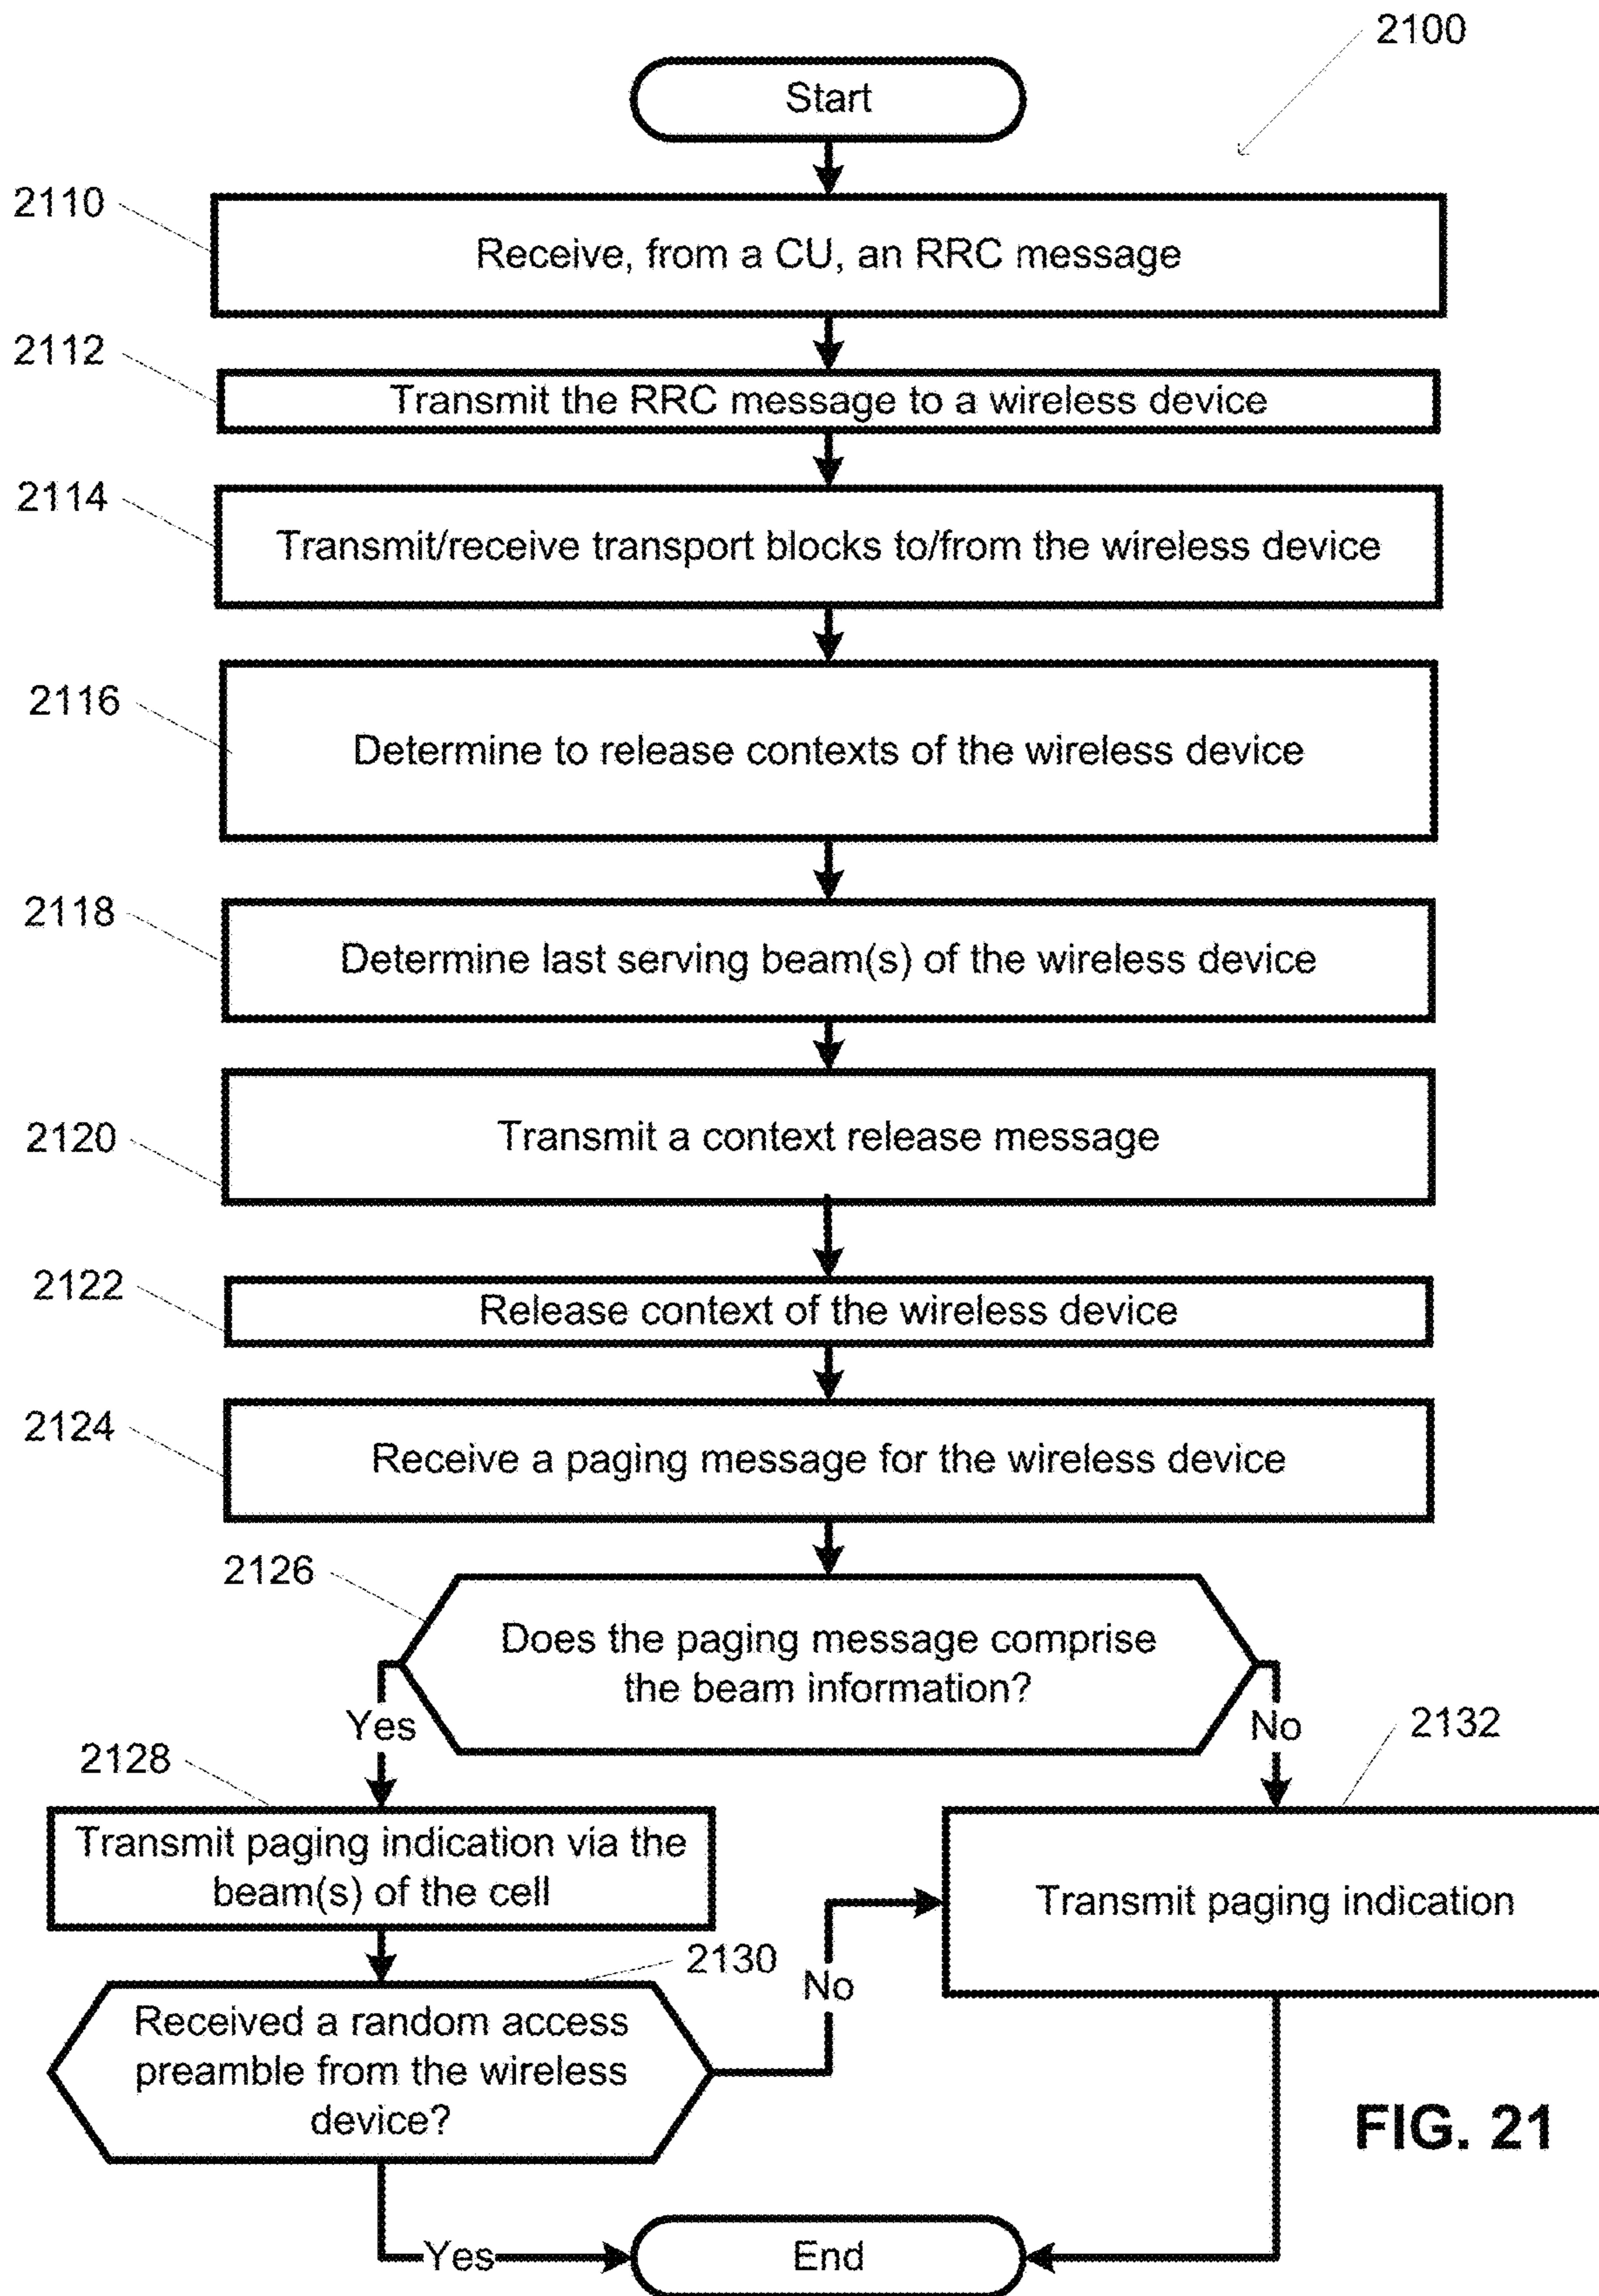 2100
Start
2110
Receive, from a CU, an RRC message
2112
Transmit the RRC message to a wireless device
2114
Transmit/receive transport blocks to/from the wireless device
2116
Determine to release contexts of the wireless device
2118
Determine last serving beam(s) of the wireless device
2120
Transmit a context release message
2122
Release context of the wireless device
2124
Receive a paging message for the wireless device
2126
Does the paging message comprise
the beam information?
Yes
No
2128
2132
Transmit paging indication via the
beam(s) of the cell
Transmit paging indication
2130
Received a random access
preamble from the wireless
device?
No
FIG. 21
Yes
End